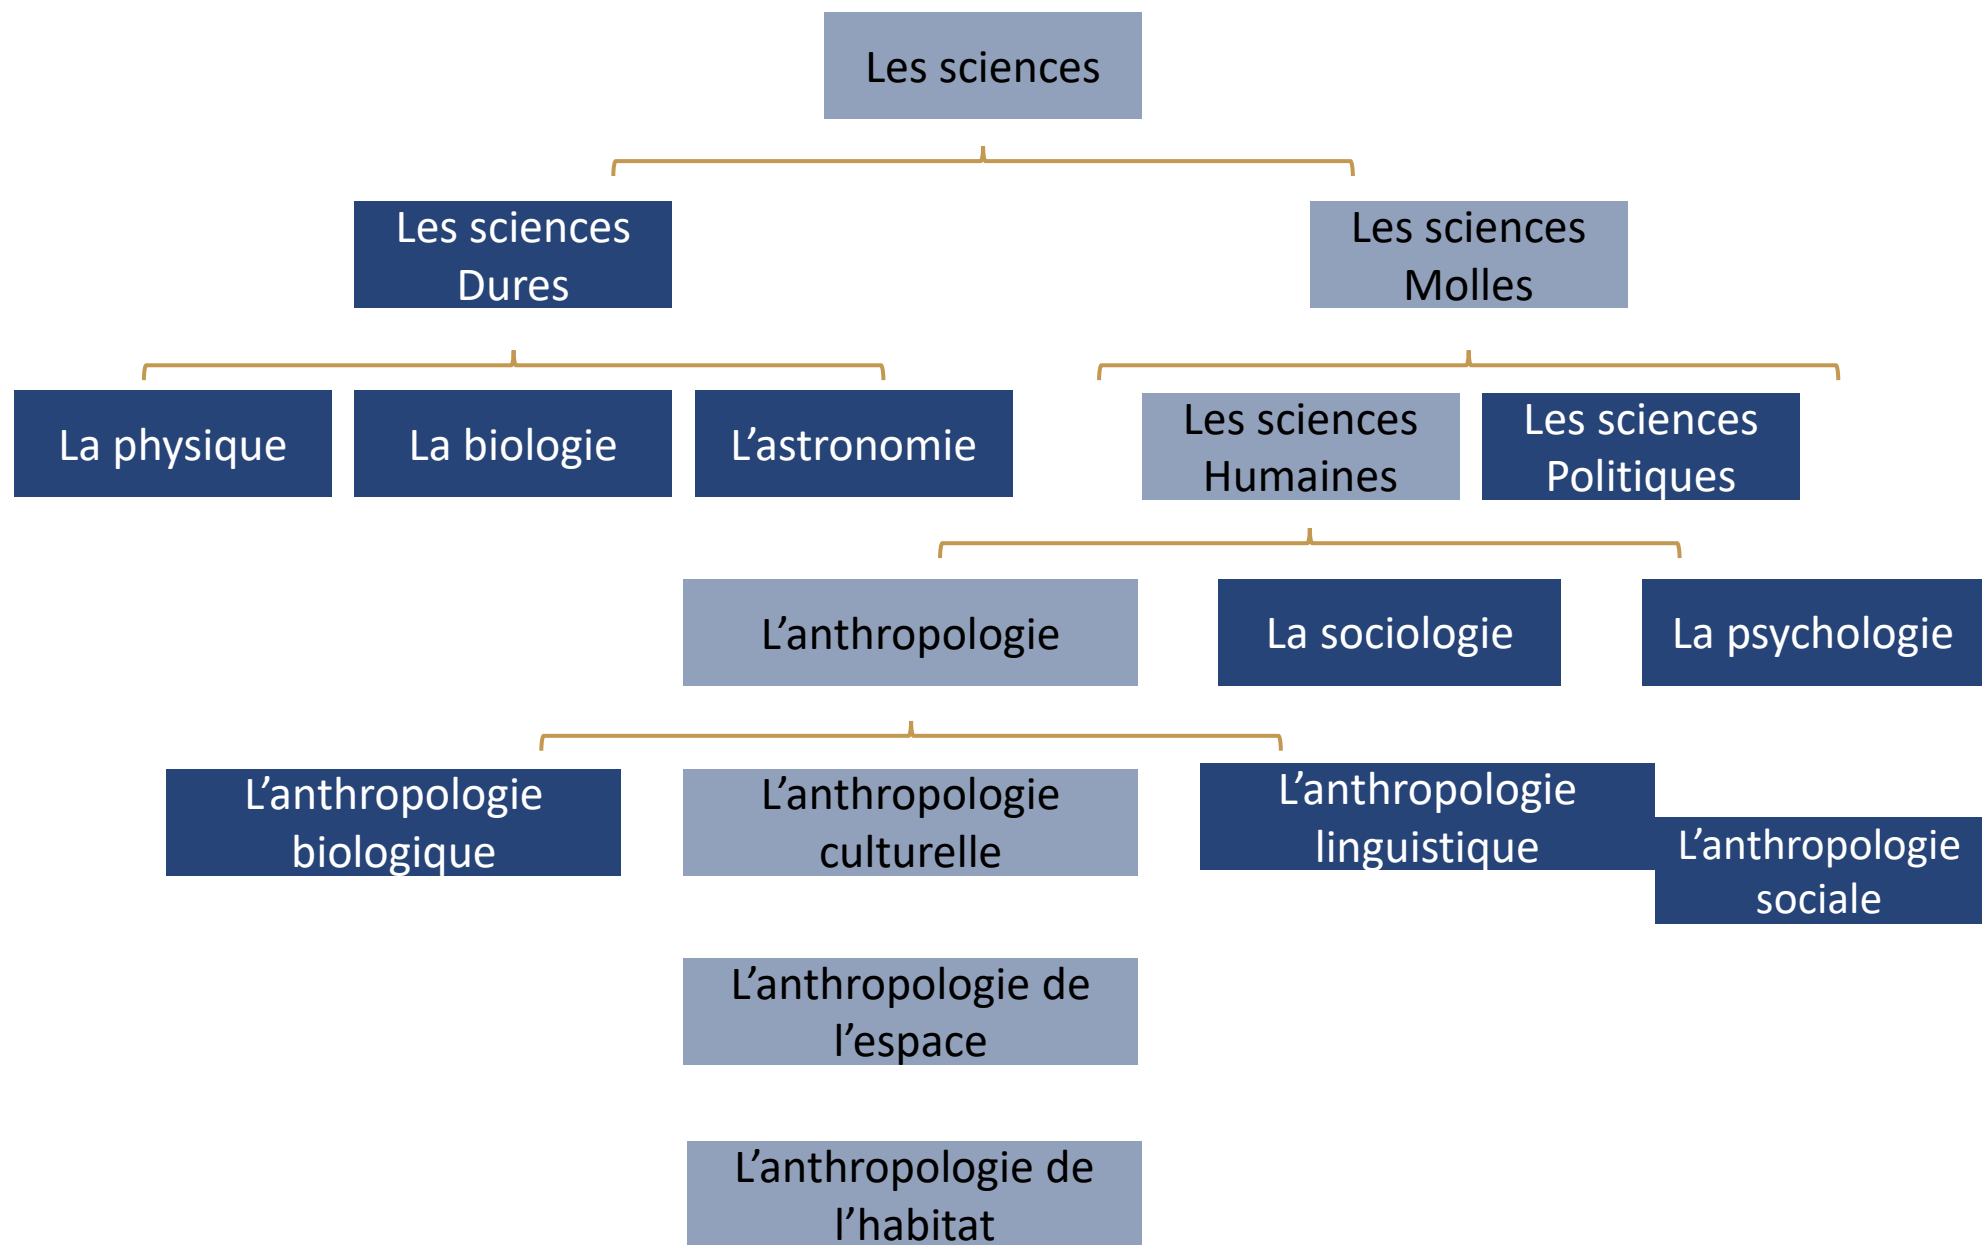 Les sciences
Les sciences
Dures
Les sciences
Molles
La physique
La biologie
L’astronomie
Les sciences
Humaines
Les sciences
Politiques
L’anthropologie
La sociologie
La psychologie
L’anthropologie
biologique
L’anthropologie
culturelle
L’anthropologie
linguistique
L’anthropologie
sociale
L’anthropologie de
l’espace
L’anthropologie de
l’habitat